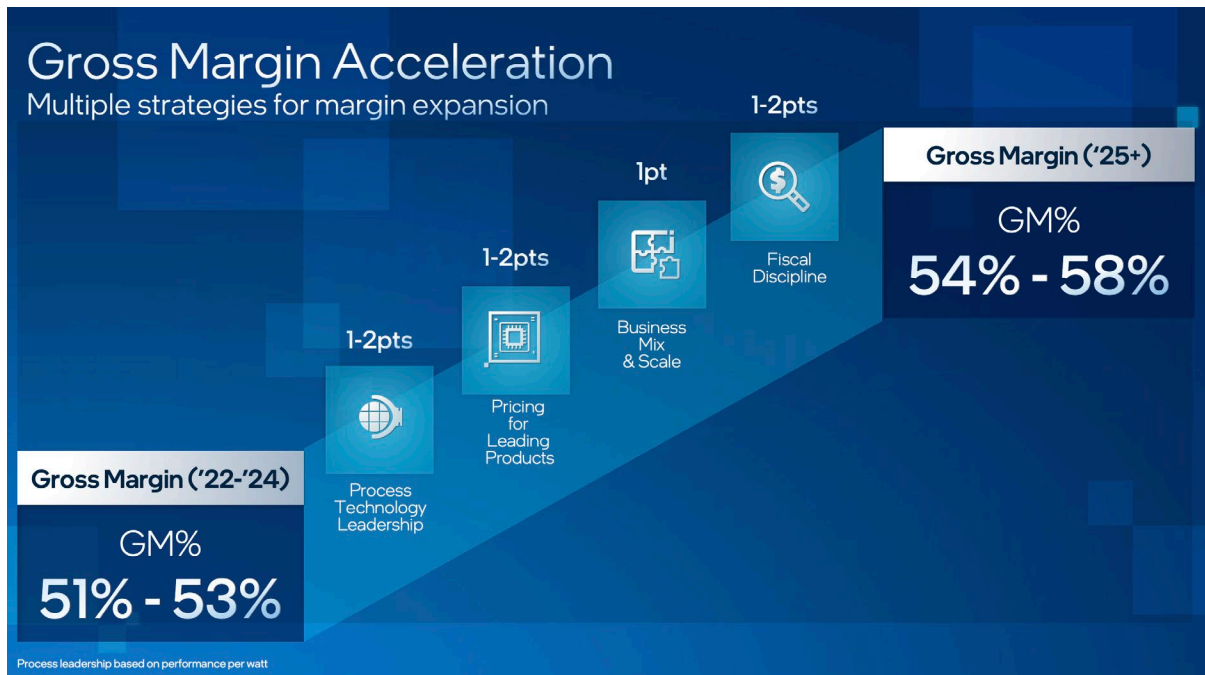 Gross Margin Acceleration
Multiple strategies for margin expansion
Gross Margin ('22-'24)
GM%
51% - 53%
1-2pts
Process
Technology
Leadership
1-2pts
Pricing
for
Leading
Products
1pt
Business
Mix
& Scale
1-2pts
Fiscal
Discipline
Gross Margin ('25+)
GM%
54% - 58%
Process leadership based on performance per watt